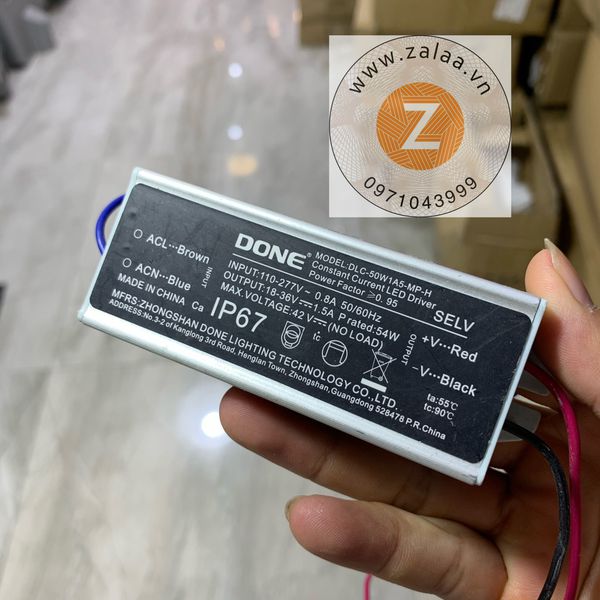 www.zalaa.vn
Z
0971043999
DONE®
MODEL:DLC-50W1A5-MP-H
Constant Current LED Driver
Power Factor ≥0.95
ACL···Brown
ACN···Blue
INPUT
INPUT:110-277V~ 0.8A 50/60Hz
OUTPUT:18-36V⎓1.5A P rated:54W
MAX.VOLTAGE:42V⎓(NO LOAD)
SELV
OUTPUT
+V···Red
-V···Black
MADE IN CHINA
Ca
IP67
ta:55℃
tc:90℃
MFRS:ZHONGSHAN DONE LIGHTING TECHNOLOGY CO.,LTD.
ADDRESS:No.3-2 of Kanglong 3rd Road, Henglan Town, Zhongshan,Guangdong 528478 P.R.China